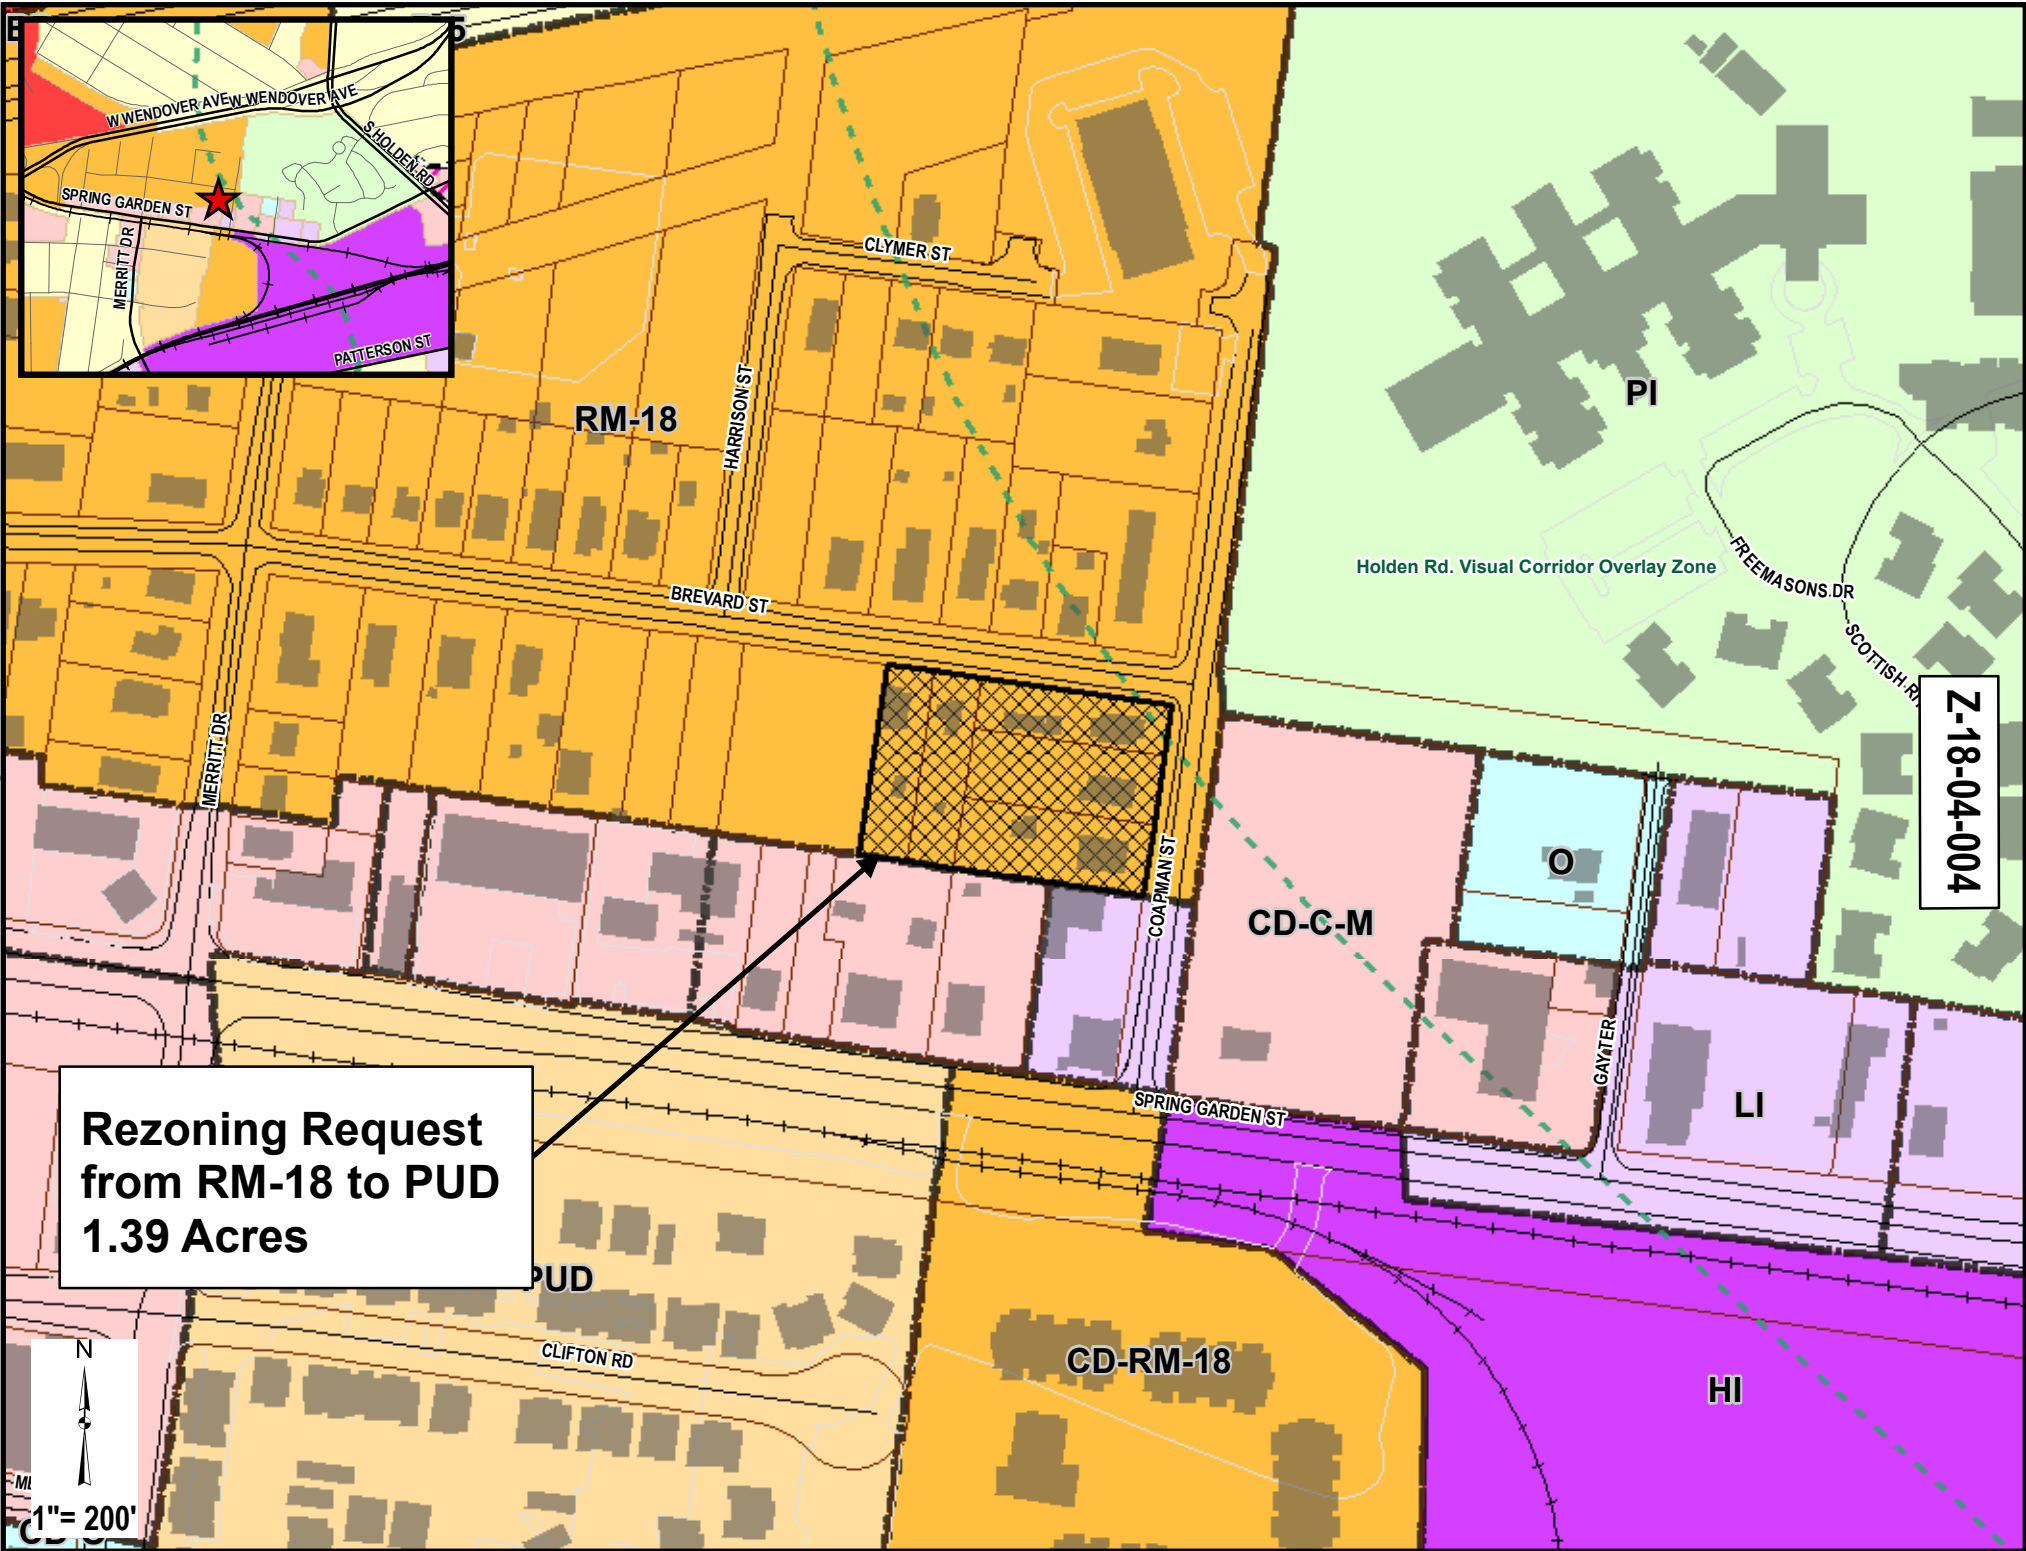 W WENDOVER AVE
W WENDOVER AVE
S HOLDEN RD
SPRING GARDEN ST
MERRITT DR
PATTERSON ST
CLYMER ST
HARRISON ST
RM-18
PI
BREVARD ST
Holden Rd. Visual Corridor Overlay Zone
FREEMASONS DR
Z-18-04-004
MERRITT DR
COAPMAN ST
O
CD-C-M
GAY TER
LI
SPRING GARDEN ST
Rezoning Request
from RM-18 to PUD
1.39 Acres
PUD
CLIFTON RD
CD-RM-18
HI
N
1"= 200'